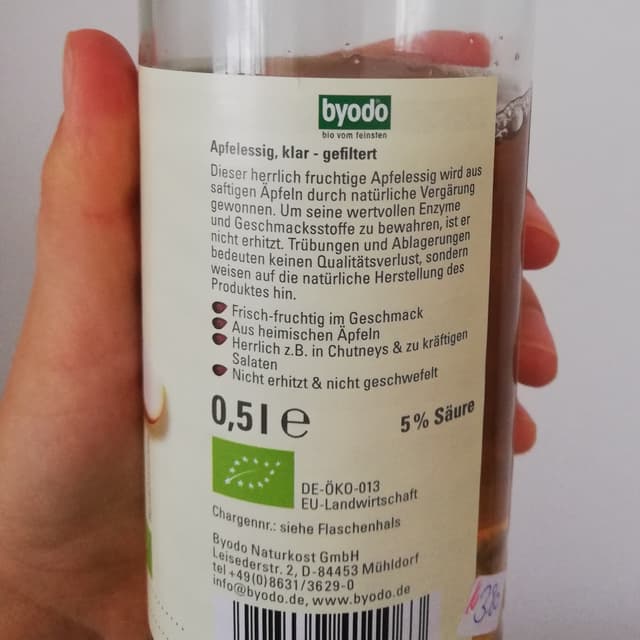 byodo
bio vom feinsten
Apfelessig, klar - gefiltert
Dieser herrlich fruchtige Apfelessig wird aus
saftigen Äpfeln durch natürliche Vergärung
gewonnen. Um seine wertvollen Enzyme
und Geschmacksstoffe zu bewahren, ist er
nicht erhitzt. Trübungen und Ablagerungen
bedeuten keinen Qualitätsverlust, sondern
weisen auf die natürliche Herstellung des
Produktes hin.
Frisch-fruchtig im Geschmack
Aus heimischen Äpfeln
Herrlich z.B. in Chutneys & zu kräftigen
Salaten
Nicht erhitzt & nicht geschwefelt
0,5 l e
5 % Säure
DE-ÖKO-013
EU-Landwirtschaft
Chargennr.: siehe Flaschenhals
Byodo Naturkost GmbH
Leisederstr. 2, D-84453 Mühldorf
tel +49(0)8631/3629-0
info@byodo.de, www.byodo.de